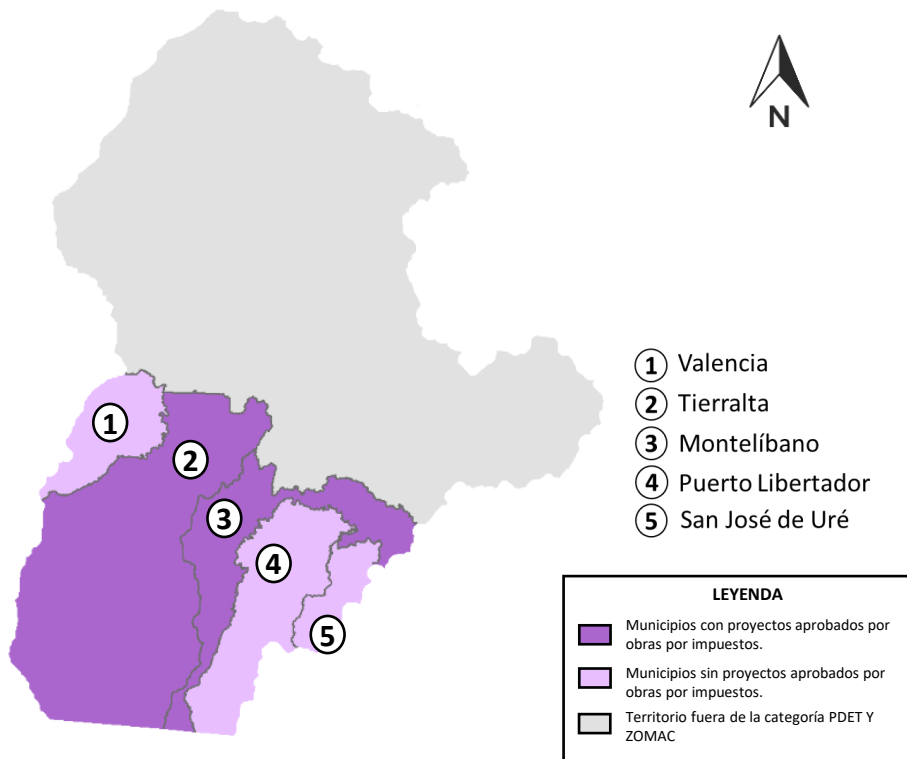 N
1
2
3
4
5
1 Valencia
2 Tierralta
3 Montelíbano
4 Puerto Libertador
5 San José de Uré
LEYENDA
Municipios con proyectos aprobados por
obras por impuestos.
Municipios sin proyectos aprobados por
obras por impuestos.
Territorio fuera de la categoría PDET Y
ZOMAC